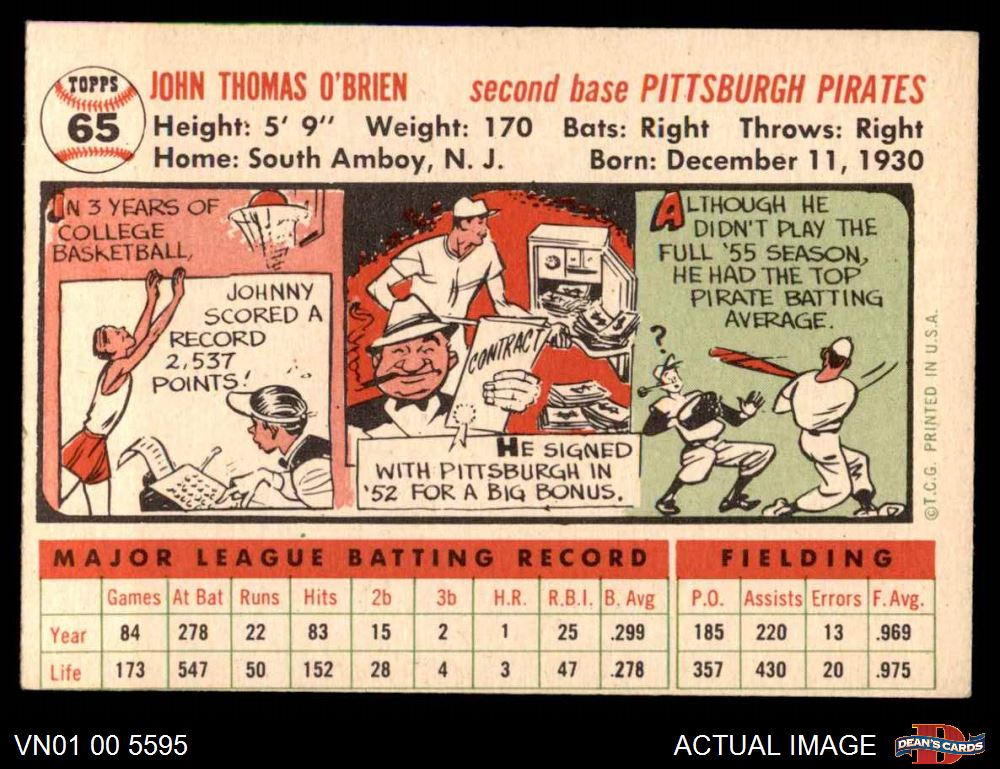 TOPPS
65
JOHN THOMAS O'BRIEN second base PITTSBURGH PIRATES
Height: 5' 9" Weight: 170 Bats: Right Throws: Right
Home: South Amboy, N. J. Born: December 11, 1930
IN 3 YEARS OF
COLLEGE
BASKETBALL,
JOHNNY
SCORED A
RECORD
2,537
POINTS!
CONTRACT
HE SIGNED
WITH PITTSBURGH IN
'52 FOR A BIG BONUS.
ALTHOUGH HE
DIDN'T PLAY THE
FULL '55 SEASON,
HE HAD THE TOP
PIRATE BATTING
AVERAGE.
?
©T.C.G. PRINTED IN U.S.A.
MAJOR LEAGUE BATTING RECORD FIELDING
Games At Bat Runs Hits 2b 3b H.R. R.B.I. B. Avg P.O. Assists Errors F. Avg.
Year 84 278 22 83 15 2 1 25 .299 185 220 13 .969
Life 173 547 50 152 28 4 3 47 .278 357 430 20 .975
VN01 00 5595 ACTUAL IMAGE
D
DEAN'S CARDS